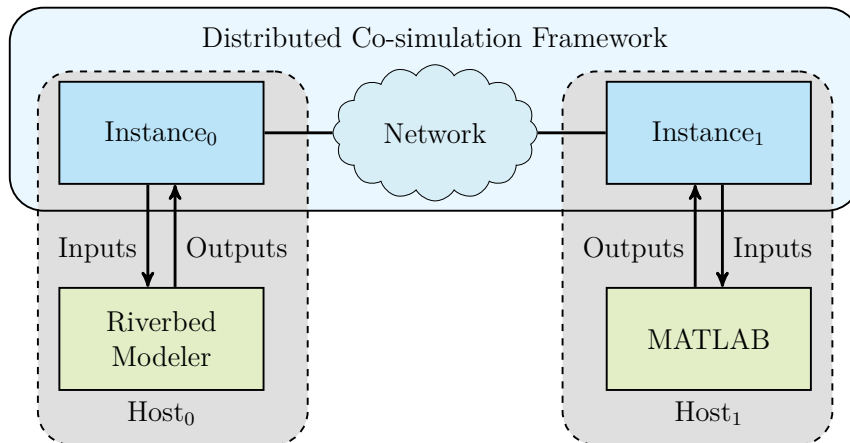 Distributed Co-simulation Framework
Instance₀
Network
Instance₁
Inputs
Outputs
Outputs
Inputs
Riverbed
Modeler
MATLAB
Host₀
Host₁